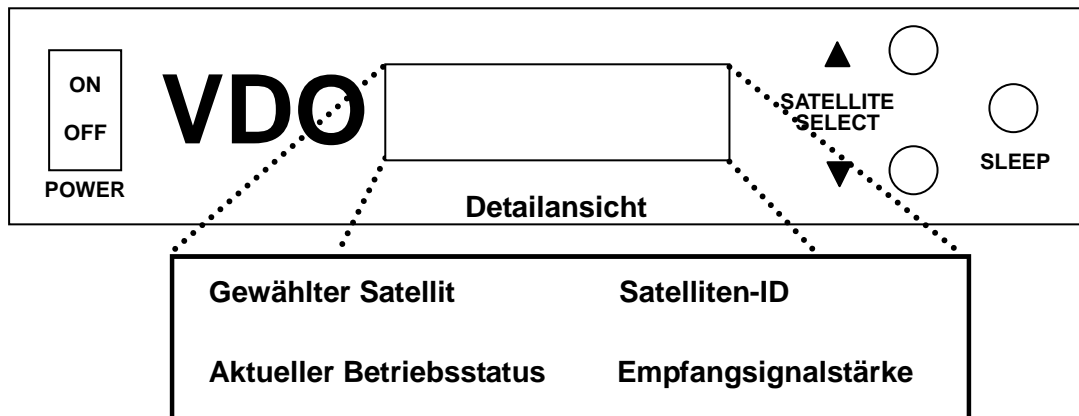 ON
OFF
POWER
VDO
▲
SATELLITE
SELECT
▼
SLEEP
Detailansicht
Gewählter Satellit Satelliten-ID
Aktueller Betriebsstatus Empfangsignalstärke